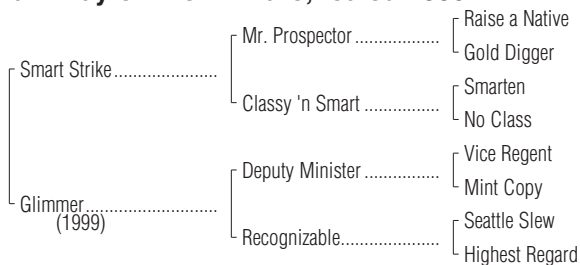 Raise a Native
Mr. Prospector ..................
Gold Digger
Smart Strike......................
Smarten
Classy 'n Smart ................
No Class
Vice Regent
Deputy Minister ................
Mint Copy
Glimmer............................
(1999)
Seattle Slew
Recognizable.....................
Highest Regard